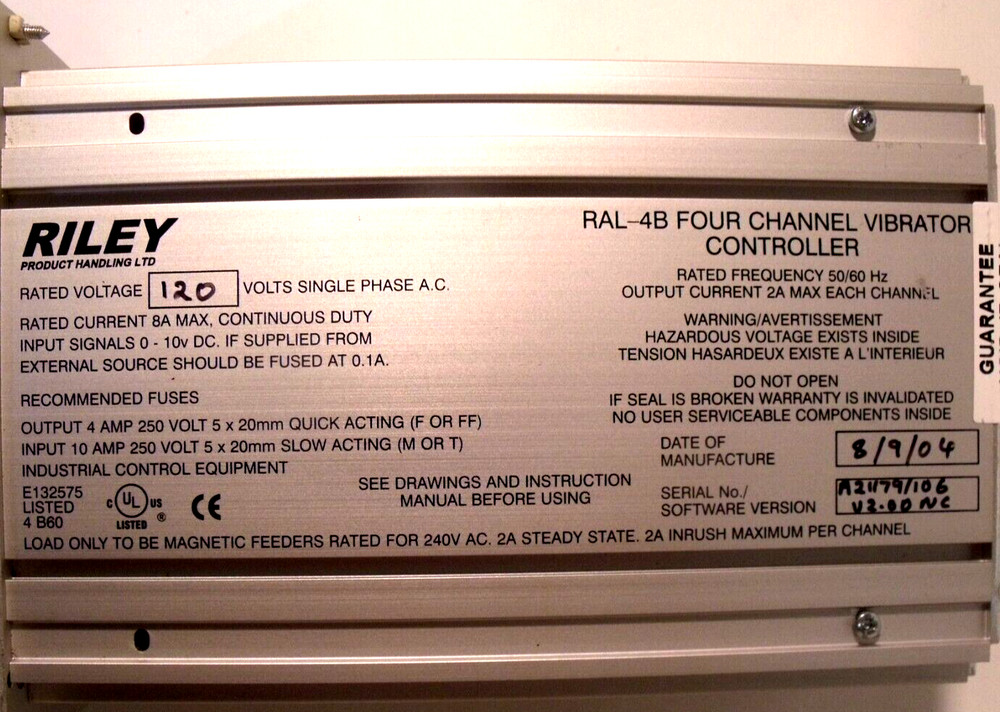 RILEY
PRODUCT HANDLING LTD
RATED VOLTAGE 120 VOLTS SINGLE PHASE A.C.
RATED CURRENT 8A MAX, CONTINUOUS DUTY
INPUT SIGNALS 0 - 10v DC. IF SUPPLIED FROM
EXTERNAL SOURCE SHOULD BE FUSED AT 0.1A.
RECOMMENDED FUSES
OUTPUT 4 AMP 250 VOLT 5 x 20mm QUICK ACTING (F OR FF)
INPUT 10 AMP 250 VOLT 5 x 20mm SLOW ACTING (M OR T)
INDUSTRIAL CONTROL EQUIPMENT
E132575
LISTED
4 B60
C UL US
LISTED ®
CE
SEE DRAWINGS AND INSTRUCTION
MANUAL BEFORE USING
RAL-4B FOUR CHANNEL VIBRATOR
CONTROLLER
RATED FREQUENCY 50/60 Hz
OUTPUT CURRENT 2A MAX EACH CHANNEL
WARNING/AVERTISSEMENT
HAZARDOUS VOLTAGE EXISTS INSIDE
TENSION HASARDEUX EXISTE A L'INTERIEUR
DO NOT OPEN
IF SEAL IS BROKEN WARRANTY IS INVALIDATED
NO USER SERVICEABLE COMPONENTS INSIDE
DATE OF
MANUFACTURE 8/9/04
SERIAL No./ A21179/106
SOFTWARE VERSION V2.00 NC
LOAD ONLY TO BE MAGNETIC FEEDERS RATED FOR 240V AC. 2A STEADY STATE. 2A INRUSH MAXIMUM PER CHANNEL
GUARANTEE